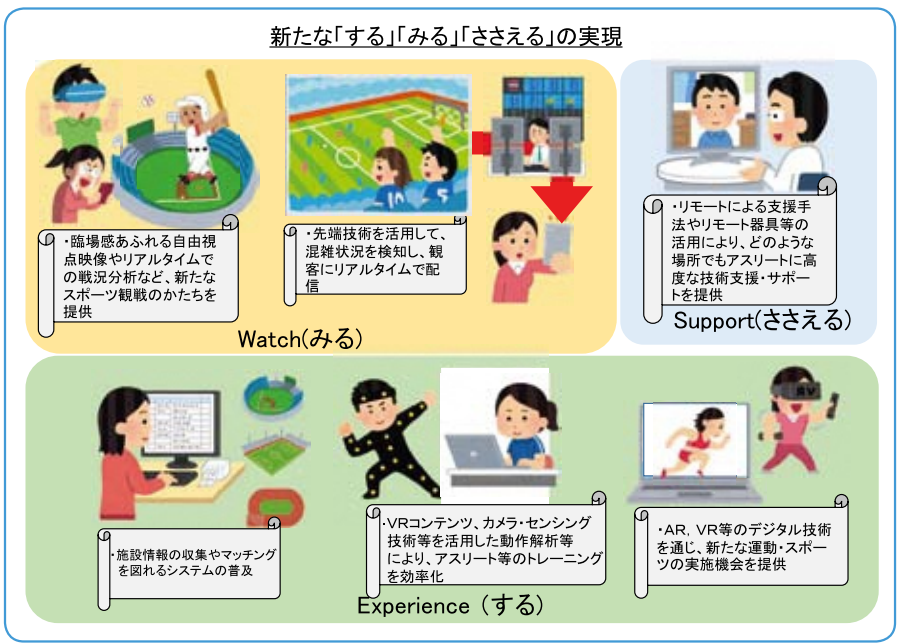 新たな「する」「みる」「ささえる」の実現
・臨場感あふれる自由視
点映像やリアルタイムで
の戦況分析など、新たな
スポーツ観戦のかたちを
提供
・先端技術を活用して、
混雑状況を検知し、観
客にリアルタイムで配
信
Watch(みる)
・リモートによる支援手
法やリモート器具等の
活用により、どのような
場所でもアスリートに高
度な技術支援・サポー
トを提供
Support(ささえる)
・施設情報の収集やマッチング
を図れるシステムの普及
・VRコンテンツ、カメラ・センシング
技術等を活用した動作解析等
により、アスリート等のトレーニング
を効率化
・AR, VR等のデジタル技術
を通じ、新たな運動・スポー
ツの実施機会を提供
Experience (する)